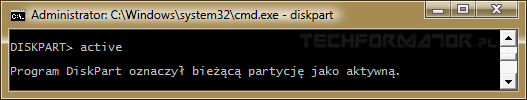 Administrator: C:\Windows\system32\cmd.exe - diskpart
TECHFORMATOR.PL
DISKPART> active
Program DiskPart oznaczył bieżącą partycję jako aktywną.